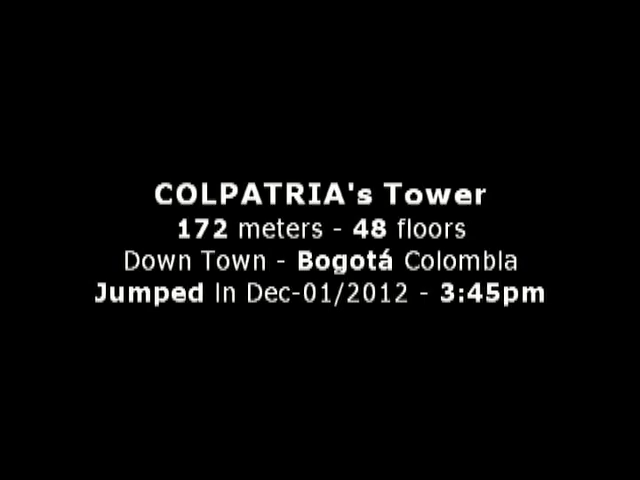 COLPATRIA's Tower
172 meters - 48 floors
Down Town - Bogotá Colombia
Jumped In Dec-01/2012 - 3:45pm